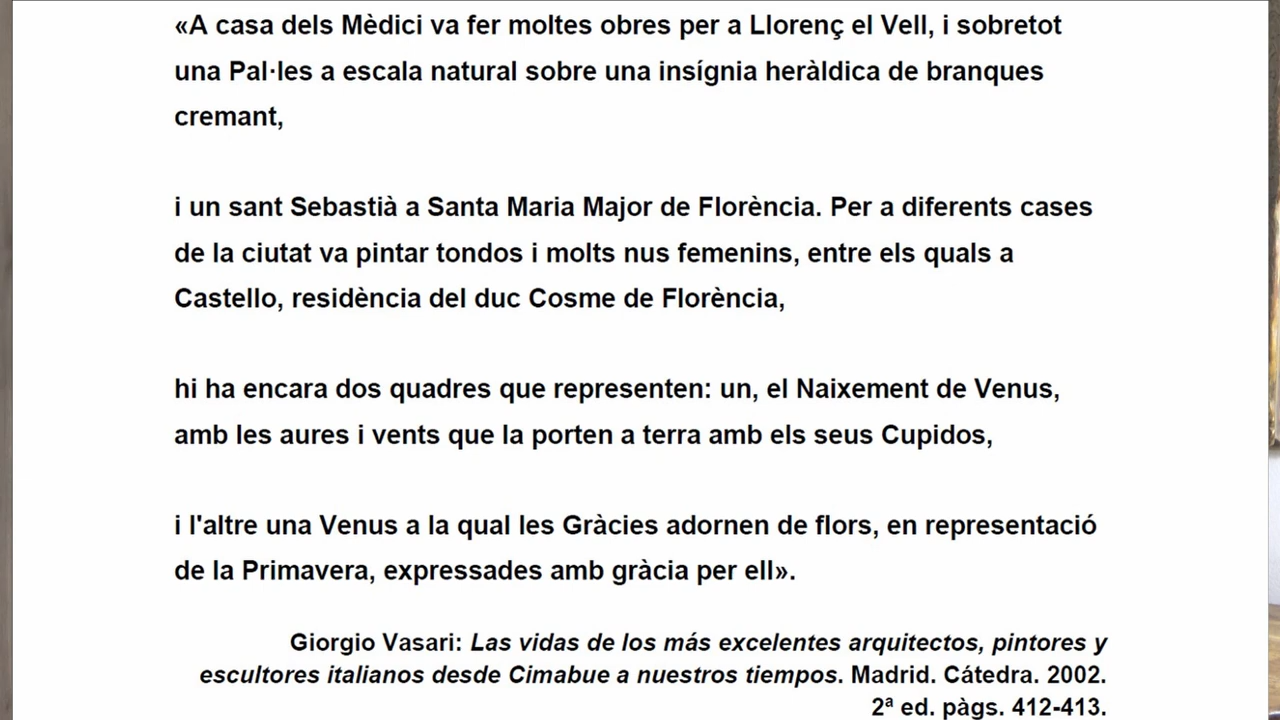 «A casa dels Mèdici va fer moltes obres per a Llorenç el Vell, i sobretot
una Pal·les a escala natural sobre una insígnia heràldica de branques
cremant,
i un sant Sebastià a Santa Maria Major de Florència. Per a diferents cases
de la ciutat va pintar tondos i molts nus femenins, entre els quals a
Castello, residència del duc Cosme de Florència,
hi ha encara dos quadres que representen: un, el Naixement de Venus,
amb les aures i vents que la porten a terra amb els seus Cupidos,
i l'altre una Venus a la qual les Gràcies adornen de flors, en representació
de la Primavera, expressades amb gràcia per ell».
Giorgio Vasari: Las vidas de los más excelentes arquitectos, pintores y
escultores italianos desde Cimabue a nuestros tiempos. Madrid. Cátedra. 2002.
2ª ed. pàgs. 412-413.